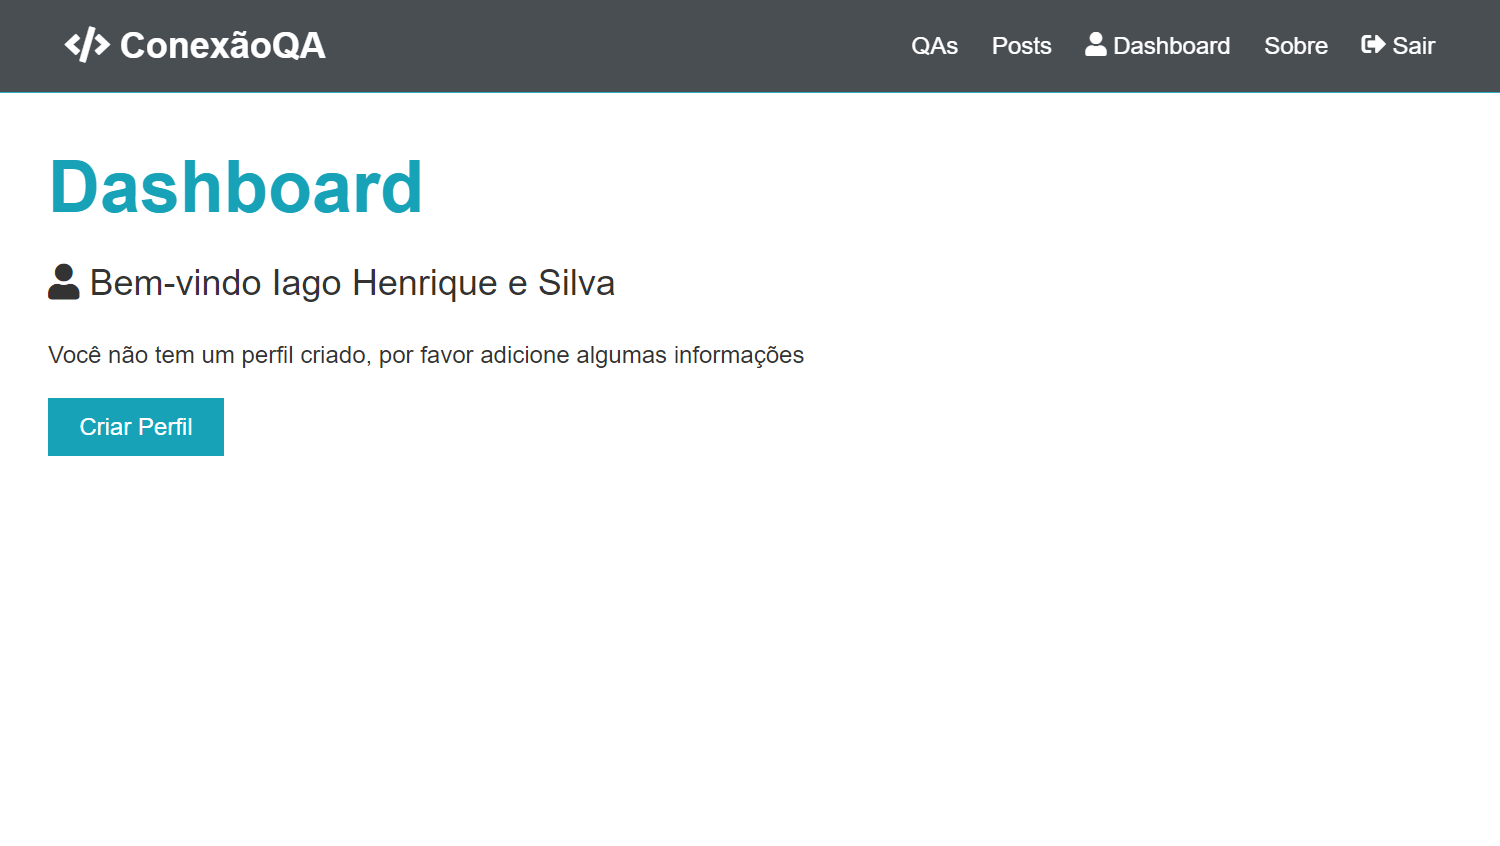 ConexãoQA
QAs Posts Dashboard Sobre Sair
Dashboard
Bem-vindo Iago Henrique e Silva
Você não tem um perfil criado, por favor adicione algumas informações
Criar Perfil